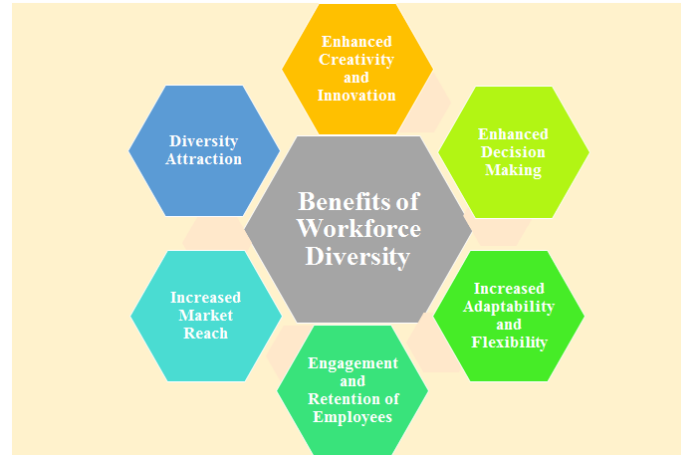 Enhanced
Creativity
and
Innovation
Diversity
Attraction
Enhanced
Decision
Making
Benefits of
Workforce
Diversity
Increased
Market
Reach
Increased
Adaptability
and
Flexibility
Engagement
and
Retention of
Employees